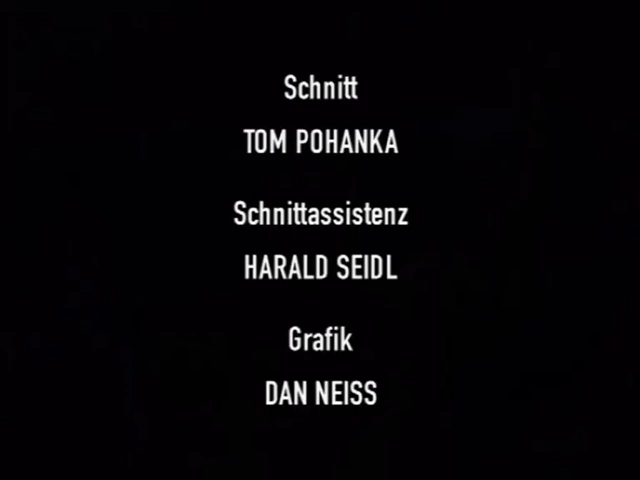 Schnitt
TOM POHANKA
Schnittassistenz
HARALD SEIDL
Grafik
DAN NEISS